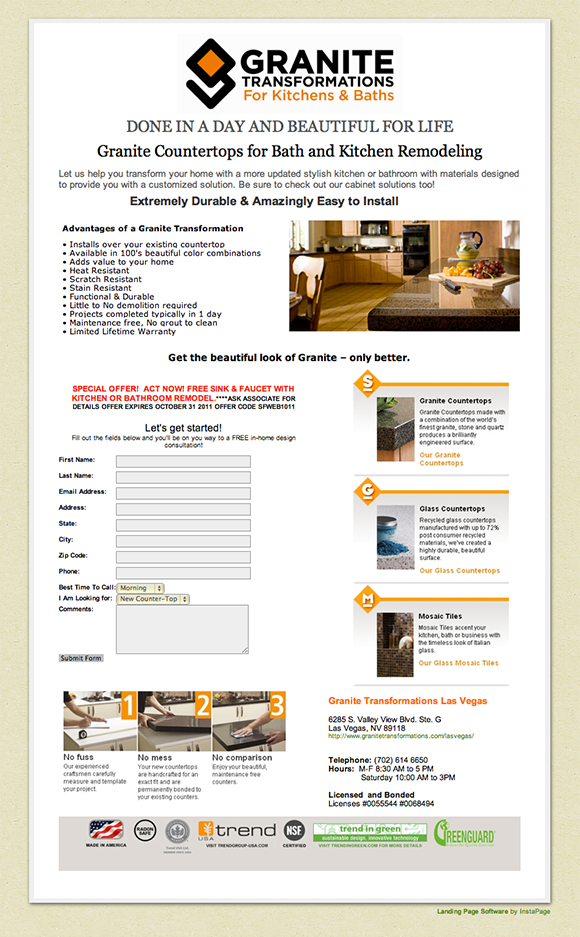 GRANITE
TRANSFORMATIONS
For Kitchens & Baths
DONE IN A DAY AND BEAUTIFUL FOR LIFE
Granite Countertops for Bath and Kitchen Remodeling
Let us help you transform your home with a more updated stylish kitchen or bathroom with materials designed
to provide you with a customized solution. Be sure to check out our cabinet solutions too!
Extremely Durable & Amazingly Easy to Install
Advantages of a Granite Transformation
• Installs over your existing countertop
• Available in 100's beautiful color combinations
• Adds value to your home
• Heat Resistant
• Scratch Resistant
• Stain Resistant
• Functional & Durable
• Little to No demolition required
• Projects completed typically in 1 day
• Maintenance free, No grout to clean
• Limited Lifetime Warranty
Get the beautiful look of Granite – only better.
SPECIAL OFFER! ACT NOW! FREE SINK & FAUCET WITH
KITCHEN OR BATHROOM REMODEL.****ASK ASSOCIATE FOR
DETAILS OFFER EXPIRES OCTOBER 31 2011 OFFER CODE SFWEB1011
Let's get started!
Fill out the fields below and you'll be on you way to a FREE in-home design
consultation!
First Name:
Last Name:
Email Address:
Address:
State:
City:
Zip Code:
Phone:
Best Time To Call: Morning
I Am Looking for: New Counter-Top
Comments:
Submit Form
S
Granite Countertops
Granite Countertops made with
a combination of the world's
finest granite, stone and quartz
produces a brilliantly
engineered surface.
Our Granite
Countertops
G
Glass Countertops
Recycled glass countertops
manufactured with up to 72%
post consumer recycled
materials, we've created a
highly durable, beautiful
surface.
Our Glass Countertops
M
Mosaic Tiles
Mosaic Tiles accent your
kitchen, bath or business with
the timeless look of Italian
glass.
Our Glass Mosaic Tiles
1
No fuss
Our experienced
craftsmen carefully
measure and template
your project.
2
No mess
Your new countertops
are handcrafted for an
exact fit and are
permanently bonded to
your existing counters.
3
No comparison
Enjoy your beautiful,
maintenance free
counters.
Granite Transformations Las Vegas
6285 S. Valley View Blvd. Ste. G
Las Vegas, NV 89118
http://www.granitetransformations.com/lasvegas/
Telephone: (702) 614 6650
Hours: M-F 8:30 AM to 5 PM
Saturday 10:00 AM to 3PM
Licensed and Bonded
Licenses #0055544 #0068494
MADE IN AMERICA
RADON
SAFE
trend
USA
VISIT TRENDGROUP-USA.COM
NSF
CERTIFIED
trend in green
sustainable design, innovative technology
VISIT TRENDINGREEN.COM FOR MORE DETAILS
GREENGUARD
Landing Page Software by InstaPage